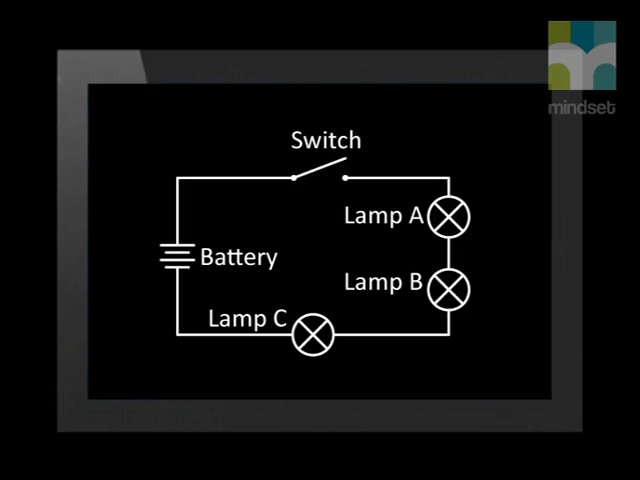 mindset
Switch
Lamp A
Battery
Lamp B
Lamp C